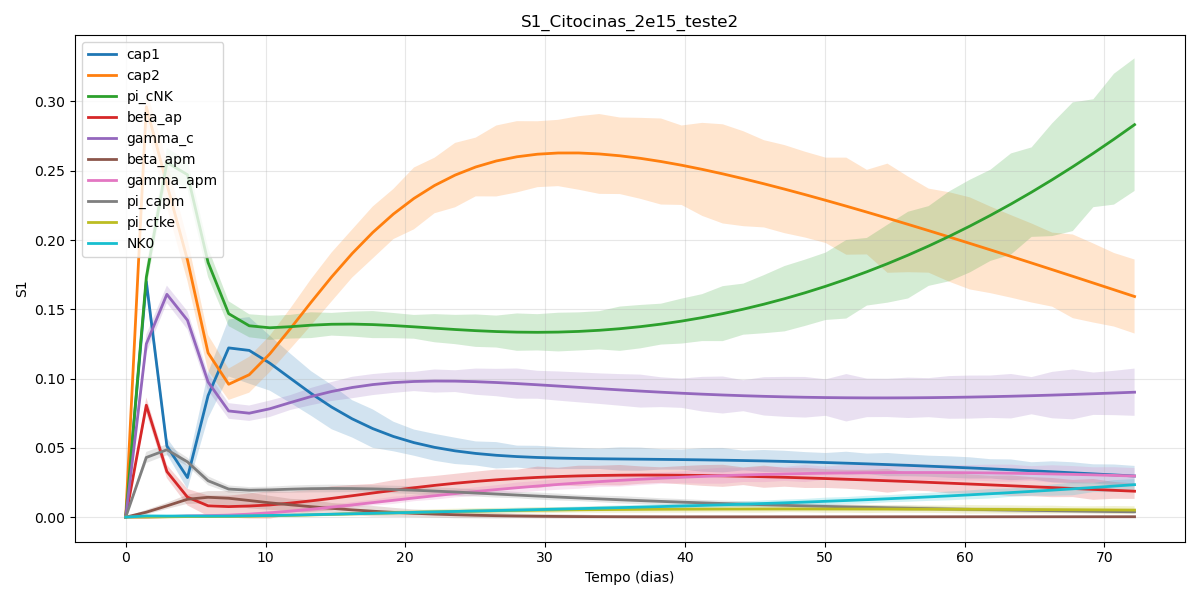 S1_Citocinas_2e15_teste2
cap1
cap2
pi_cNK
beta_ap
gamma_c
beta_apm
gamma_apm
pi_capm
pi_ctke
NK0
S1
0.30
0.25
0.20
0.15
0.10
0.05
0.00
0 10 20 30 40 50 60 70
Tempo (dias)